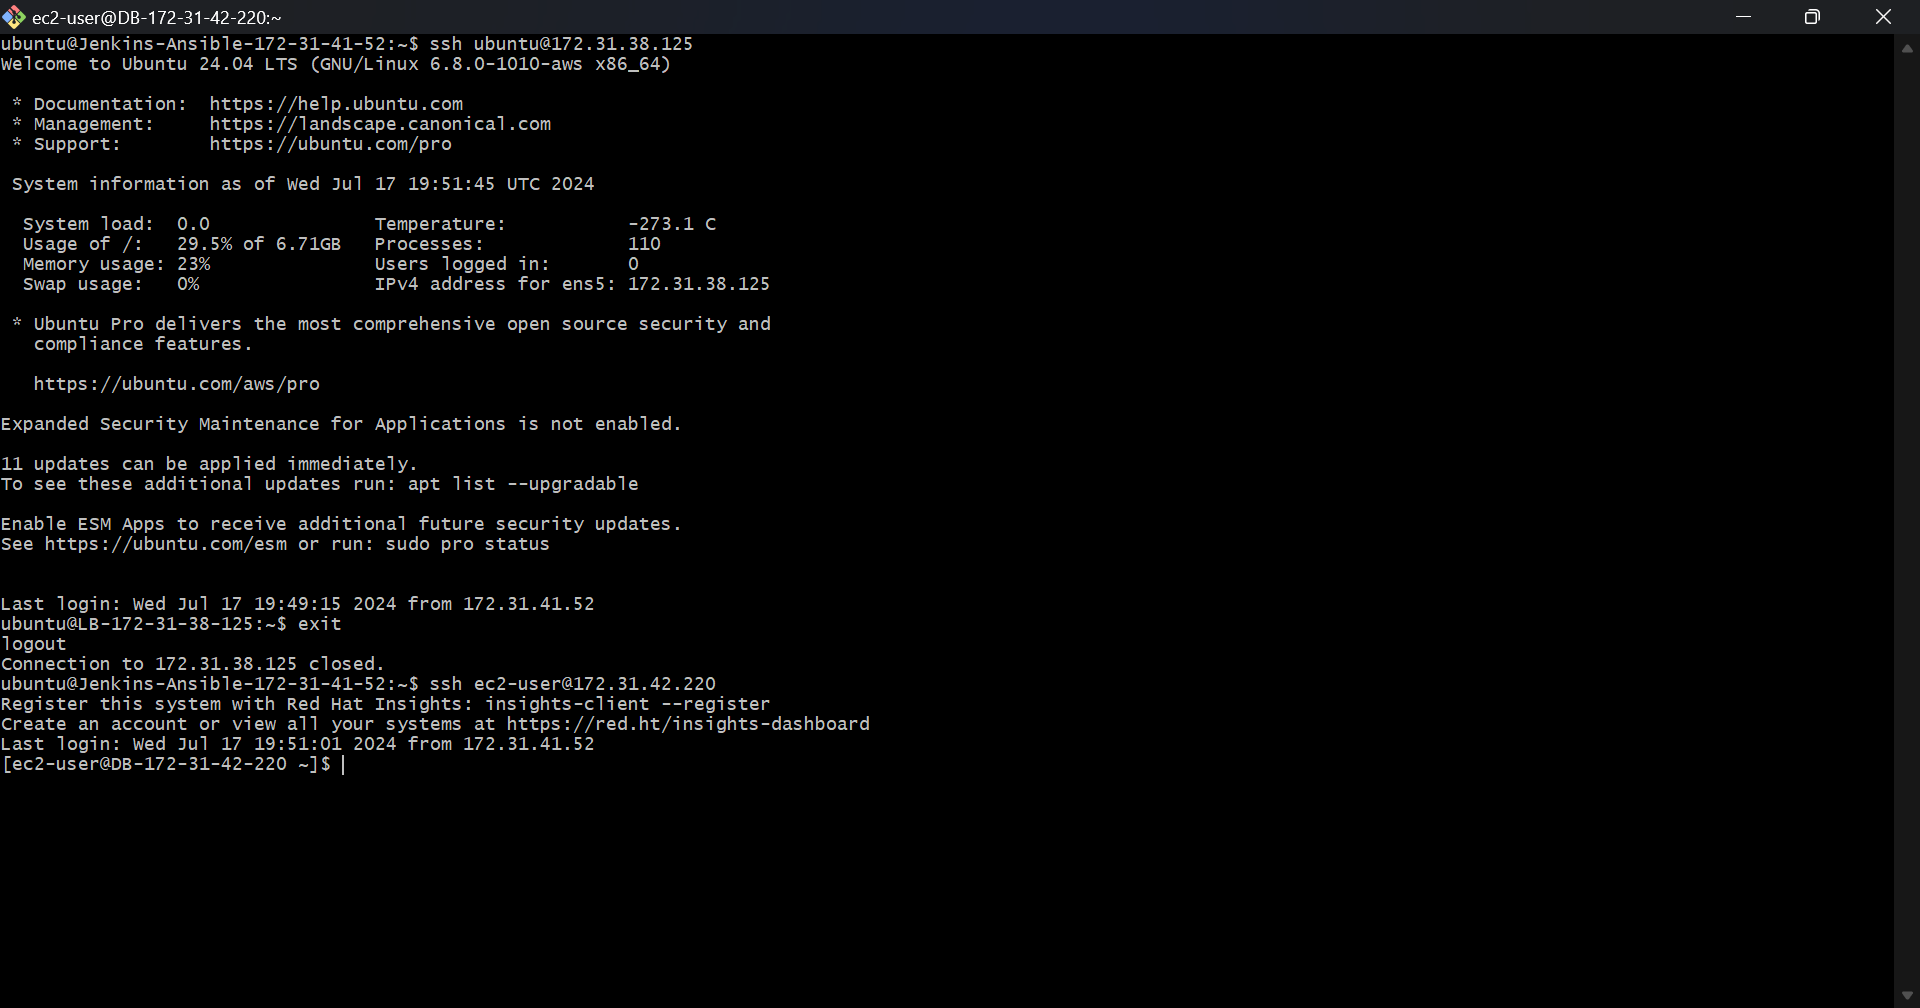 ec2-user@DB-172-31-42-220:~
ubuntu@Jenkins-Ansible-172-31-41-52:~$ ssh ubuntu@172.31.38.125
Welcome to Ubuntu 24.04 LTS (GNU/Linux 6.8.0-1010-aws x86_64)
* Documentation:  https://help.ubuntu.com
* Management:     https://landscape.canonical.com
* Support:        https://ubuntu.com/pro
System information as of Wed Jul 17 19:51:45 UTC 2024
System load:  0.0               Temperature:           -273.1 C
Usage of /:   29.5% of 6.71GB   Processes:             110
Memory usage: 23%               Users logged in:       0
Swap usage:   0%                IPv4 address for ens5: 172.31.38.125
* Ubuntu Pro delivers the most comprehensive open source security and
compliance features.
https://ubuntu.com/aws/pro
Expanded Security Maintenance for Applications is not enabled.
11 updates can be applied immediately.
To see these additional updates run: apt list --upgradable
Enable ESM Apps to receive additional future security updates.
See https://ubuntu.com/esm or run: sudo pro status
Last login: Wed Jul 17 19:49:15 2024 from 172.31.41.52
ubuntu@LB-172-31-38-125:~$ exit
logout
Connection to 172.31.38.125 closed.
ubuntu@Jenkins-Ansible-172-31-41-52:~$ ssh ec2-user@172.31.42.220
Register this system with Red Hat Insights: insights-client --register
Create an account or view all your systems at https://red.ht/insights-dashboard
Last login: Wed Jul 17 19:51:01 2024 from 172.31.41.52
[ec2-user@DB-172-31-42-220 ~]$